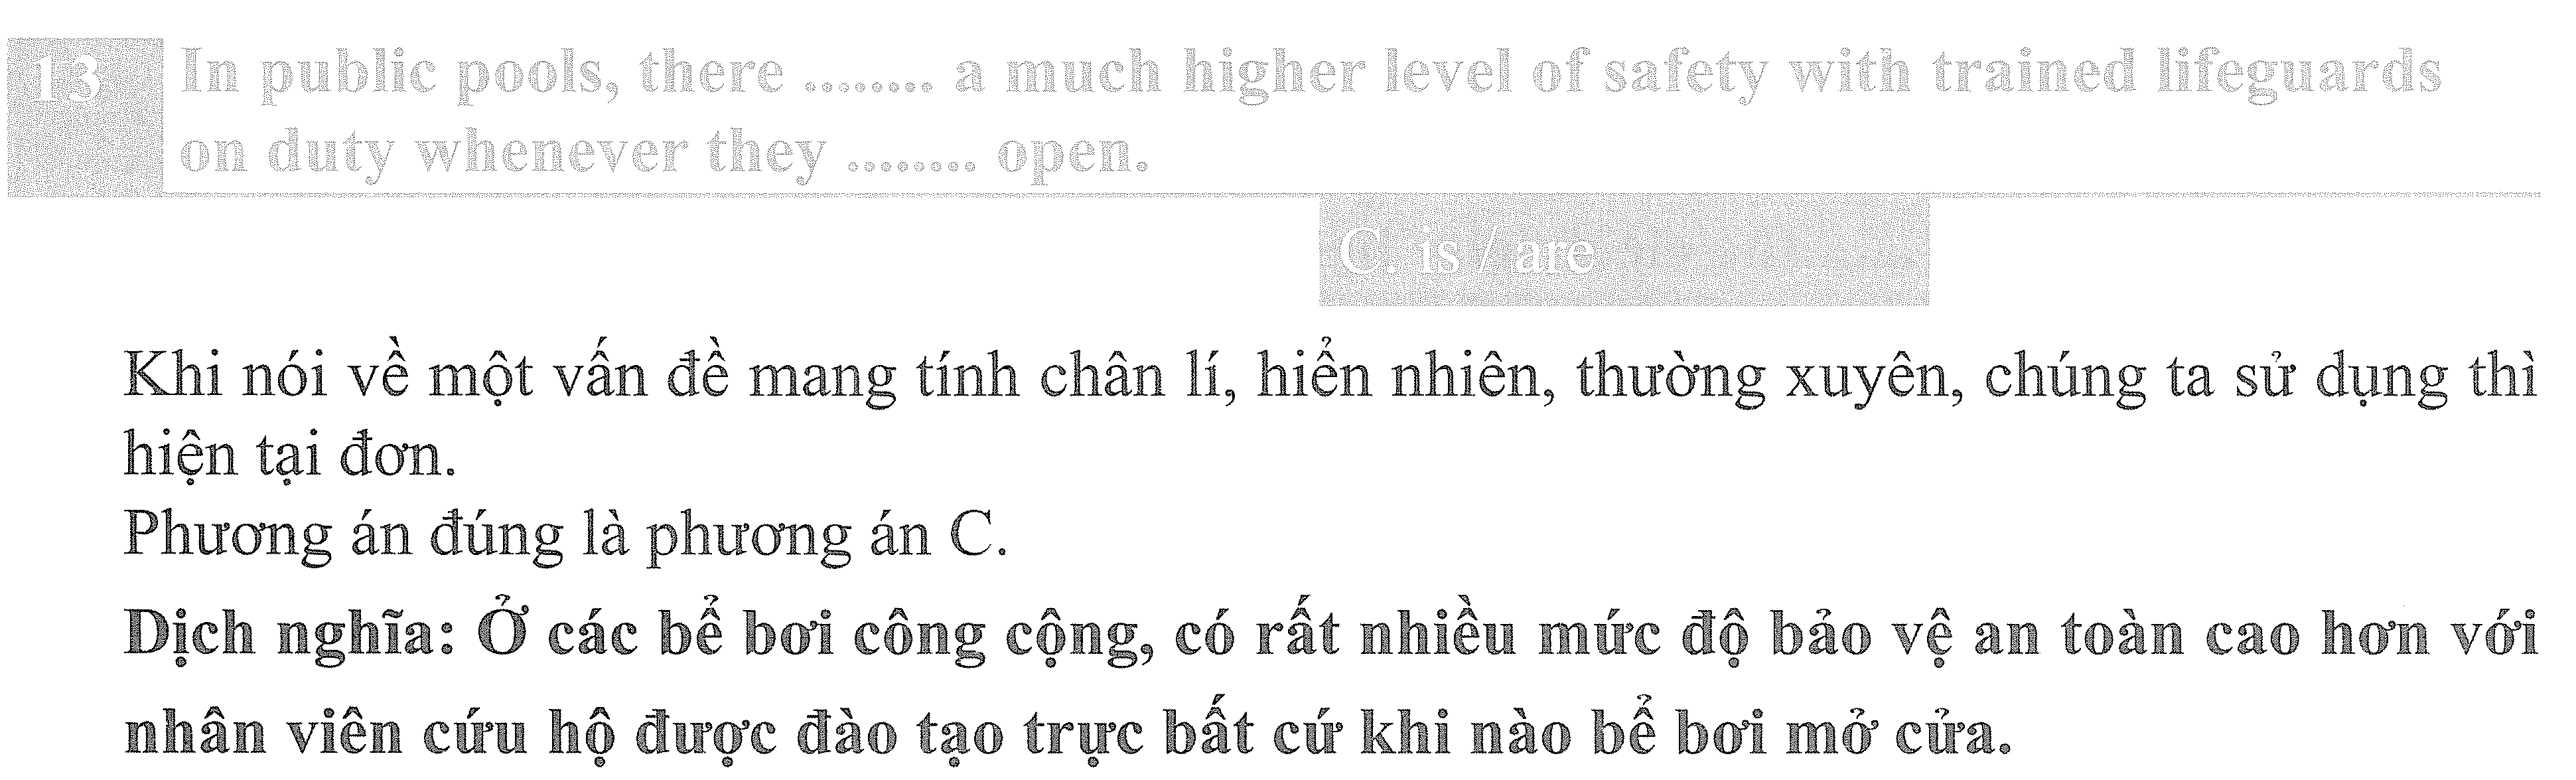 13 In public pools, there ........ a much higher level of safety with trained lifeguards
on duty whenever they ........ open.
C. is / are
Khi nói về một vấn đề mang tính chân lí, hiển nhiên, thường xuyên, chúng ta sử dụng thì
hiện tại đơn.
Phương án đúng là phương án C.
Dịch nghĩa: Ở các bể bơi công cộng, có rất nhiều mức độ bảo vệ an toàn cao hơn với
nhân viên cứu hộ được đào tạo trực bất cứ khi nào bể bơi mở cửa.